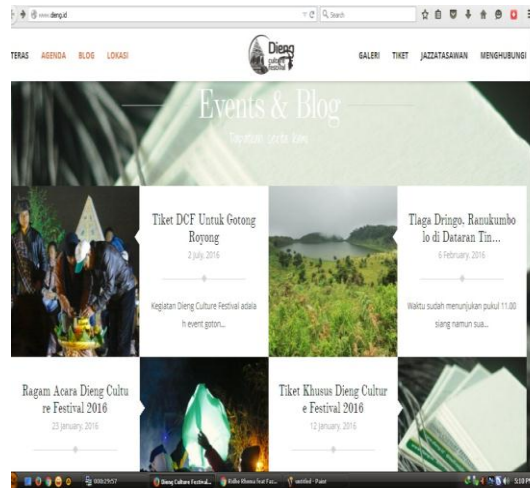 www.dieng.id
Search
TERAS AGENDA BLOG LOKASI
Dieng
culture
festival
GALERI TIKET JAZZATASAWAN MENGHUBUNGI
Events & Blog
Tiket DCF Untuk Gotong
Royong
2 July, 2016
Kegiatan Dieng Culture Festival adala
h event goton...
Tlaga Dringo, Ranukumbo
lo di Dataran Tin...
6 February, 2016
Waktu sudah menunjukan pukul 11.00
siang namun sua...
Ragam Acara Dieng Cultu
re Festival 2016
23 January, 2016
Tiket Khusus Dieng Cultur
e Festival 2016
12 January, 2016
Dieng Culture Festival...
untitled - Paint